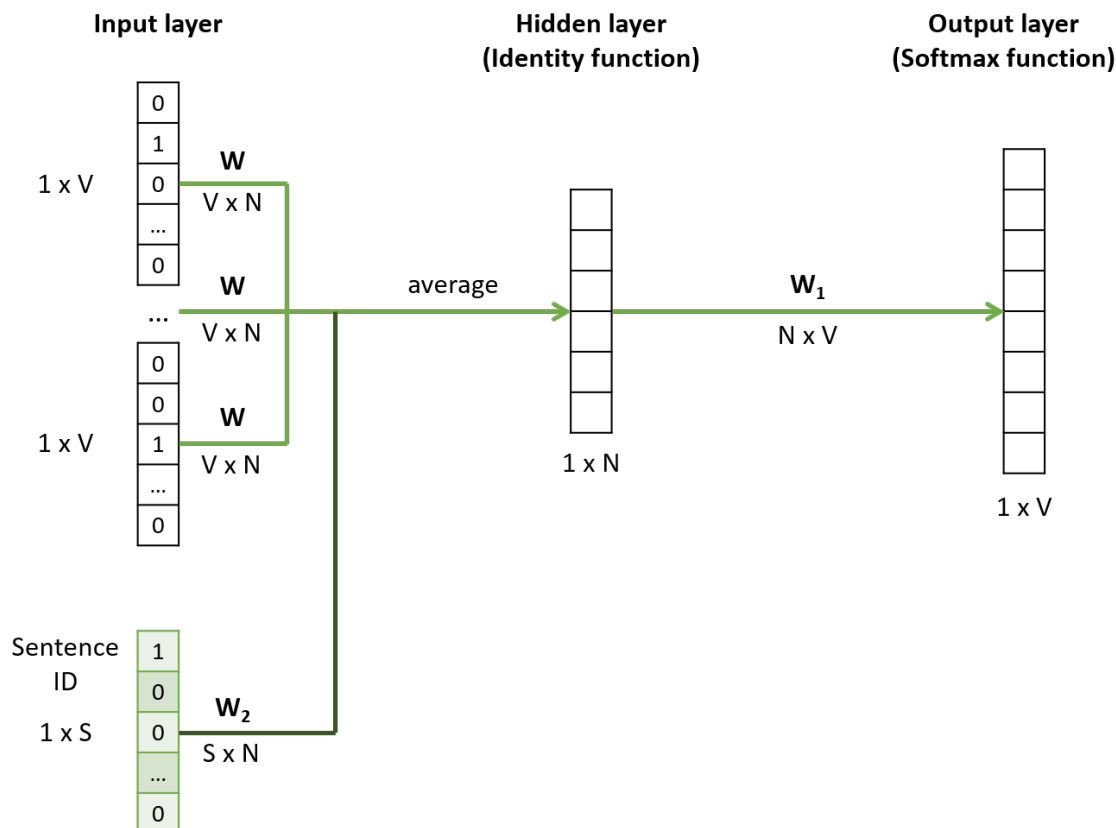 Input layer
Hidden layer
(Identity function)
Output layer
(Softmax function)
0
1
0
...
0
1 x V
W
V x N
...
W
V x N
0
0
1
...
0
1 x V
W
V x N
average
1 x N
W₁
N x V
1 x V
Sentence
ID
1 x S
1
0
0
...
0
W₂
S x N